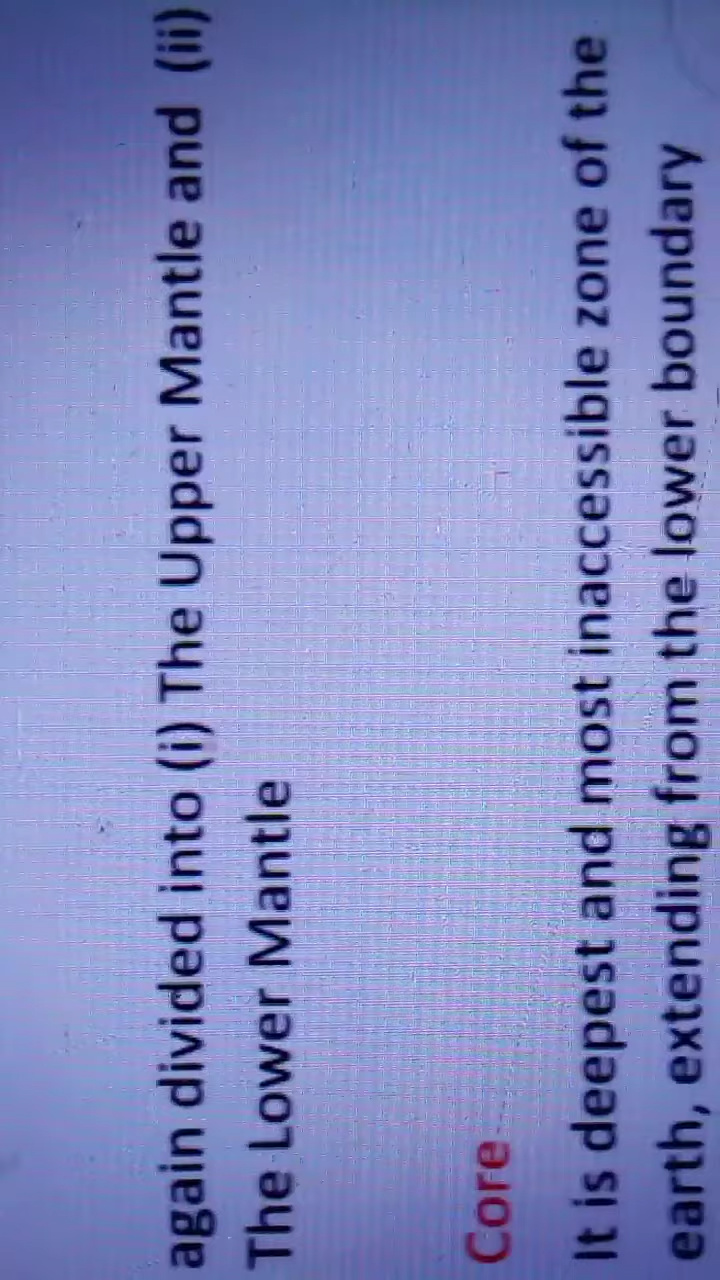 again divided into (i) The Upper Mantle and (ii)
The Lower Mantle
Core
It is deepest and most inaccessible zone of the
earth, extending from the lower boundary